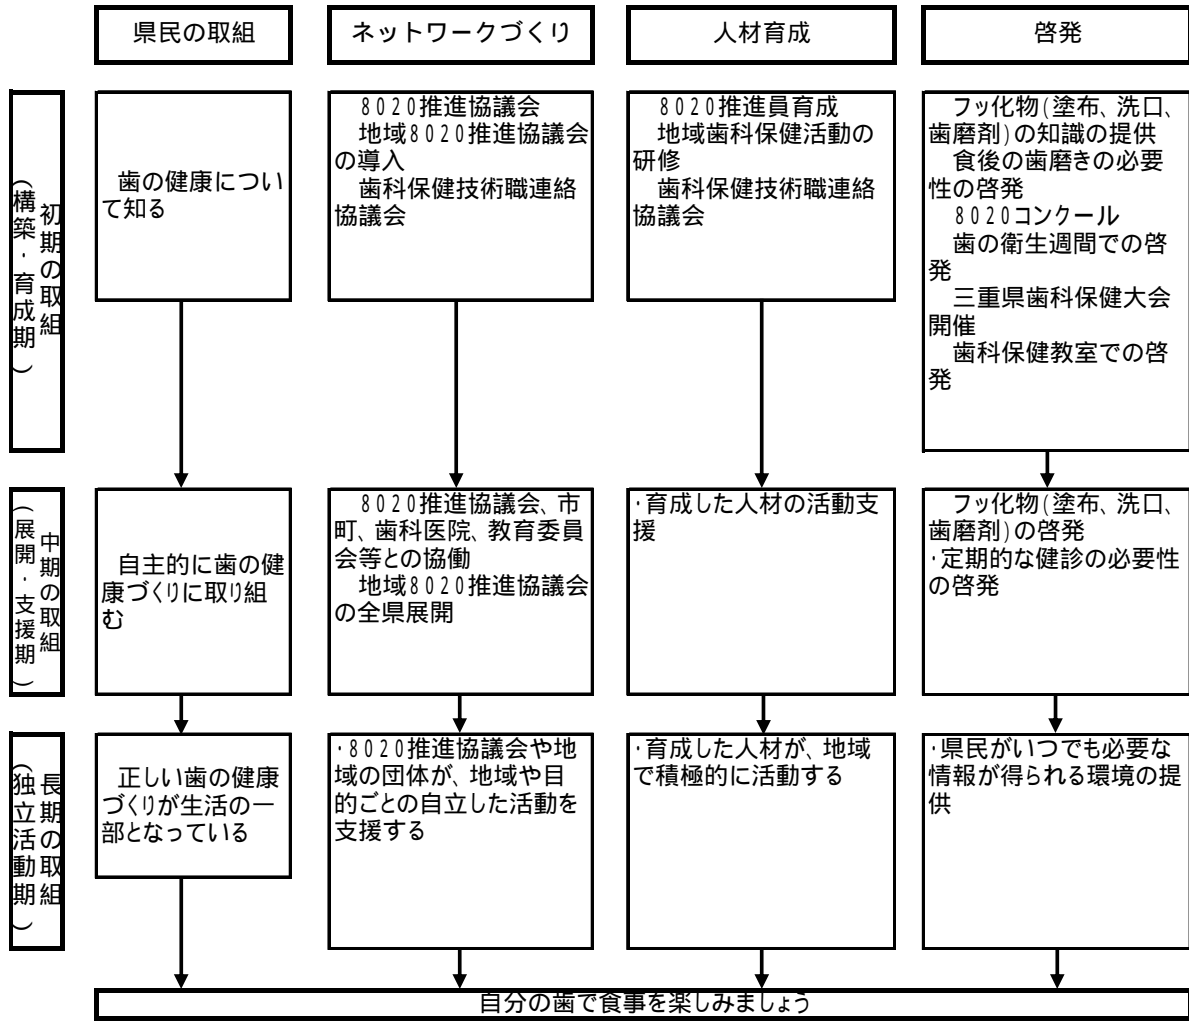 県民の取組
ネットワークづくり
人材育成
啓発
初期の取組
(構築・育成期)
歯の健康につい
て知る
8020推進協議会
地域8020推進協議会
の導入
歯科保健技術職連絡
協議会
8020推進員育成
地域歯科保健活動の
研修
歯科保健技術職連絡
協議会
フッ化物(塗布、洗口、
歯磨剤)の知識の提供
食後の歯磨きの必要
性の啓発
8020コンクール
歯の衛生週間での啓
発
三重県歯科保健大会
開催
歯科保健教室での啓
発
中期の取組
(展開・支援期)
自主的に歯の健
康づくりに取り組
む
8020推進協議会、市
町、歯科医院、教育委員
会等との協働
地域8020推進協議会
の全県展開
・育成した人材の活動支
援
フッ化物(塗布、洗口、
歯磨剤)の啓発
・定期的な健診の必要性
の啓発
長期の取組
(独立活動期)
正しい歯の健康
づくりが生活の一
部となっている
・8020推進協議会や地
域の団体が、地域や目
的ごとの自立した活動を
支援する
・育成した人材が、地域
で積極的に活動する
・県民がいつでも必要な
情報が得られる環境の提
供
自分の歯で食事を楽しみましょう